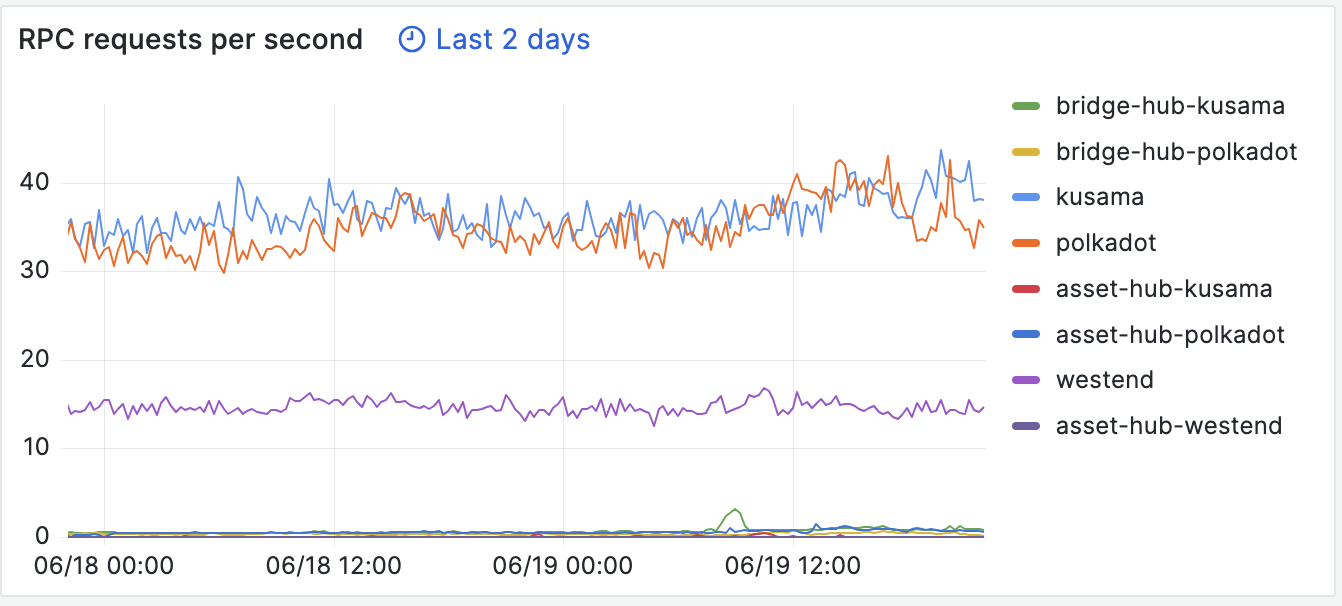 RPC requests per second Last 2 days
40
30
20
10
0
06/18 00:00 06/18 12:00 06/19 00:00 06/19 12:00
bridge-hub-kusama
bridge-hub-polkadot
kusama
polkadot
asset-hub-kusama
asset-hub-polkadot
westend
asset-hub-westend